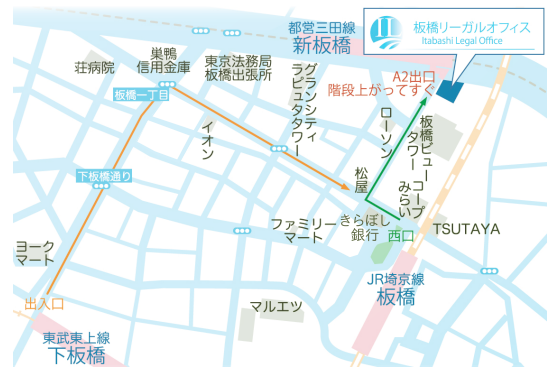 都営三田線
新板橋
板橋リーガルオフィス
Itabashi Legal Office
A2出口
階段上がってすぐ
巣鴨
信用金庫
荘病院
東京法務局
板橋出張所
グランシティ
ラピュタタワー
板橋一丁目
イオン
ローソン
板橋ビュー
タワー
コープ
みらい
松屋
下板橋通り
ファミリー
マート
きらぼし
銀行
西口
TSUTAYA
ヨーク
マート
出入口
マルエツ
JR埼京線
板橋
東武東上線
下板橋